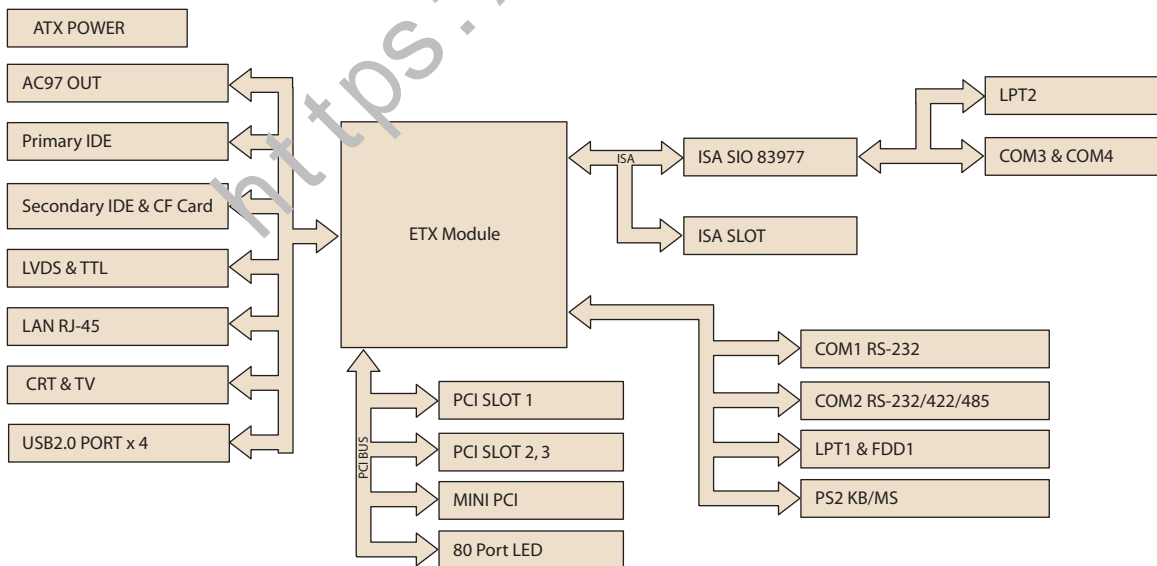 ATX POWER
AC97 OUT
Primary IDE
Secondary IDE & CF Card
LVDS & TTL
LAN RJ-45
CRT & TV
USB2.0 PORT x 4
https:
ETX Module
PCI BUS
PCI SLOT 1
PCI SLOT 2, 3
MINI PCI
80 Port LED
ISA
ISA SIO 83977
ISA SLOT
LPT2
COM3 & COM4
COM1 RS-232
COM2 RS-232/422/485
LPT1 & FDD1
PS2 KB/MS